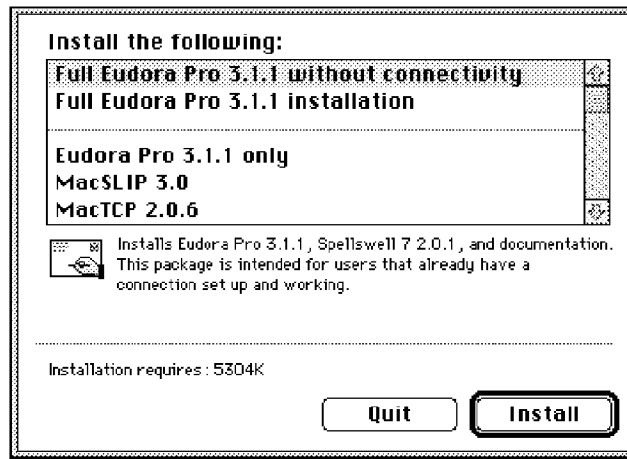 Install the following:
Full Eudora Pro 3.1.1 without connectivity
Full Eudora Pro 3.1.1 installation
Eudora Pro 3.1.1 only
MacSLIP 3.0
MacTCP 2.0.6
Installs Eudora Pro 3.1.1, Spellswell 7 2.0.1, and documentation.
This package is intended for users that already have a
connection set up and working.
Installation requires: 5304K
Quit
Install